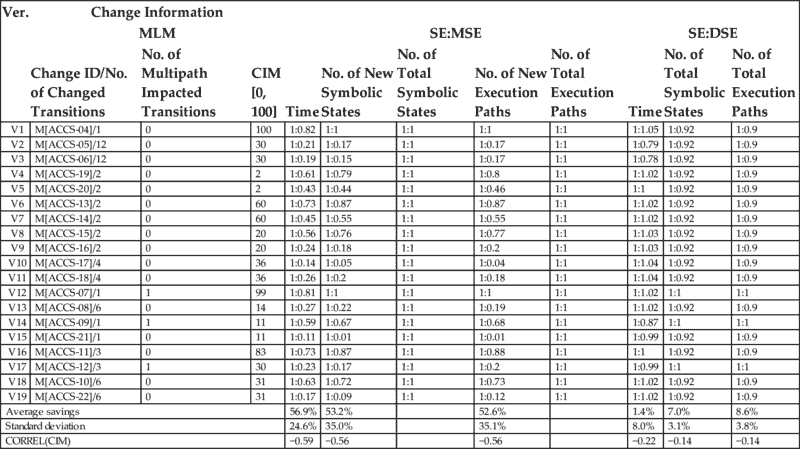 Ver. Change Information
MLM SE:MSE SE:DSE
Change ID/No. of Changed Transitions No. of Multipath Impacted Transitions CIM [0, 100] Time No. of New Symbolic States No. of Total Symbolic States No. of New Execution Paths No. of Total Execution Paths Time No. of Total Symbolic States No. of Total Execution Paths
V1 M[ACCS-04]/1 0 100 1:0.82 1:1 1:1 1:1 1:1 1:1.05 1:0.92 1:0.9
V2 M[ACCS-05]/12 0 30 1:0.21 1:0.17 1:1 1:0.17 1:1 1:0.79 1:0.92 1:0.9
V3 M[ACCS-06]/12 0 30 1:0.19 1:0.15 1:1 1:0.17 1:1 1:0.78 1:0.92 1:0.9
V4 M[ACCS-19]/2 0 2 1:0.61 1:0.79 1:1 1:0.8 1:1 1:1.02 1:0.92 1:0.9
V5 M[ACCS-20]/2 0 2 1:0.43 1:0.44 1:1 1:0.46 1:1 1:1 1:0.92 1:0.9
V6 M[ACCS-13]/2 0 60 1:0.73 1:0.87 1:1 1:0.87 1:1 1:1.02 1:0.92 1:0.9
V7 M[ACCS-14]/2 0 60 1:0.45 1:0.55 1:1 1:0.55 1:1 1:1.02 1:0.92 1:0.9
V8 M[ACCS-15]/2 0 20 1:0.56 1:0.76 1:1 1:0.77 1:1 1:1.03 1:0.92 1:0.9
V9 M[ACCS-16]/2 0 20 1:0.24 1:0.18 1:1 1:0.2 1:1 1:1.03 1:0.92 1:0.9
V10 M[ACCS-17]/4 0 36 1:0.14 1:0.05 1:1 1:0.04 1:1 1:1.04 1:0.92 1:0.9
V11 M[ACCS-18]/4 0 36 1:0.26 1:0.2 1:1 1:0.18 1:1 1:1.04 1:0.92 1:0.9
V12 M[ACCS-07]/1 1 99 1:0.81 1:1 1:1 1:1 1:1 1:1.02 1:1 1:1
V13 M[ACCS-08]/6 0 14 1:0.27 1:0.22 1:1 1:0.19 1:1 1:1.02 1:0.92 1:0.9
V14 M[ACCS-09]/1 1 11 1:0.59 1:0.67 1:1 1:0.68 1:1 1:0.87 1:1 1:1
V15 M[ACCS-21]/1 0 11 1:0.11 1:0.01 1:1 1:0.01 1:1 1:0.99 1:0.92 1:0.9
V16 M[ACCS-11]/3 0 83 1:0.73 1:0.87 1:1 1:0.88 1:1 1:1 1:0.92 1:0.9
V17 M[ACCS-12]/3 1 30 1:0.23 1:0.17 1:1 1:0.2 1:1 1:0.99 1:1 1:1
V18 M[ACCS-10]/6 0 31 1:0.63 1:0.72 1:1 1:0.73 1:1 1:1.02 1:0.92 1:0.9
V19 M[ACCS-22]/6 0 31 1:0.17 1:0.09 1:1 1:0.12 1:1 1:1.02 1:0.92 1:0.9
Average savings 56.9% 53.2% 52.6% 1.4% 7.0% 8.6%
Standard deviation 24.6% 35.0% 35.1% 8.0% 3.1% 3.8%
CORREL(CIM) −0.59 −0.56 −0.56 −0.22 −0.14 −0.14